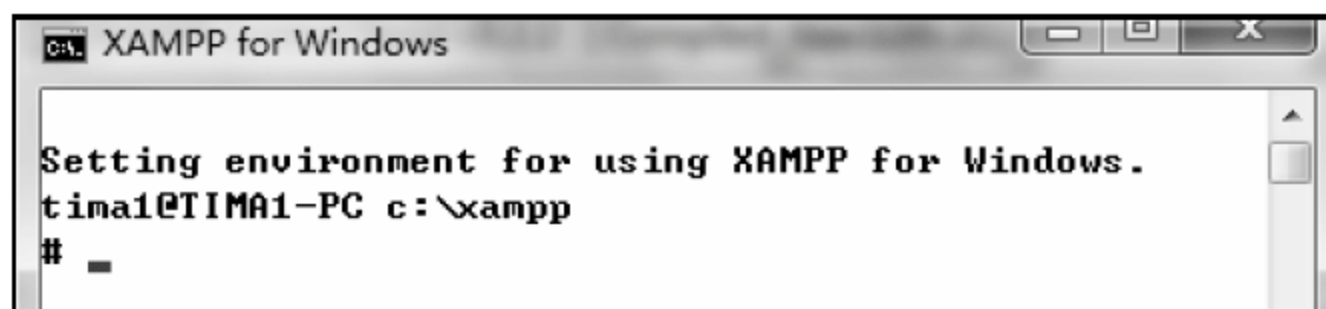 XAMPP for Windows
Setting environment for using XAMPP for Windows.
tima1@TIMA1-PC c:\xampp
#